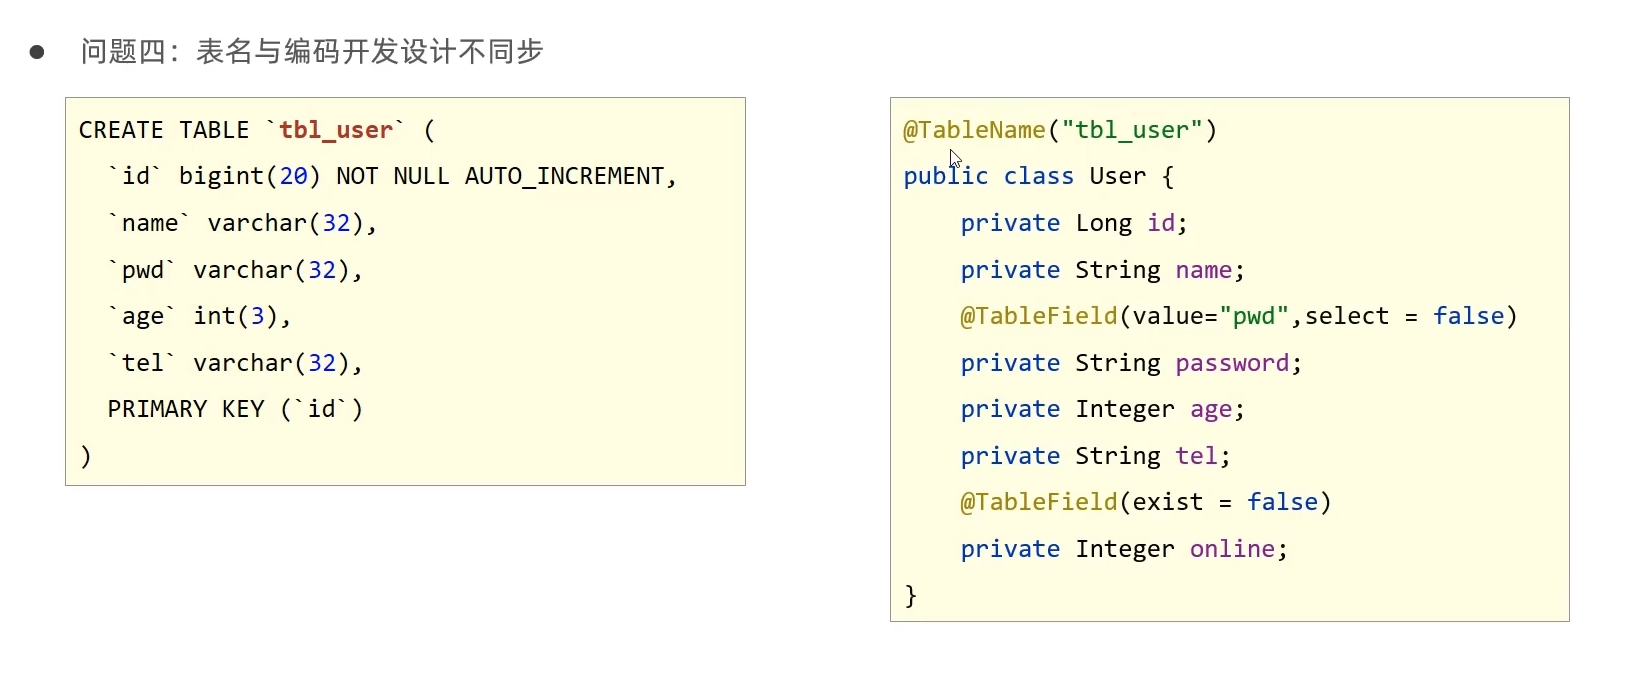 ● 问题四：表名与编码开发设计不同步
CREATE TABLE `tbl_user` (
`id` bigint(20) NOT NULL AUTO_INCREMENT,
`name` varchar(32),
`pwd` varchar(32),
`age` int(3),
`tel` varchar(32),
PRIMARY KEY (`id`)
)
@TableName("tbl_user")
public class User {
private Long id;
private String name;
@TableField(value="pwd",select = false)
private String password;
private Integer age;
private String tel;
@TableField(exist = false)
private Integer online;
}